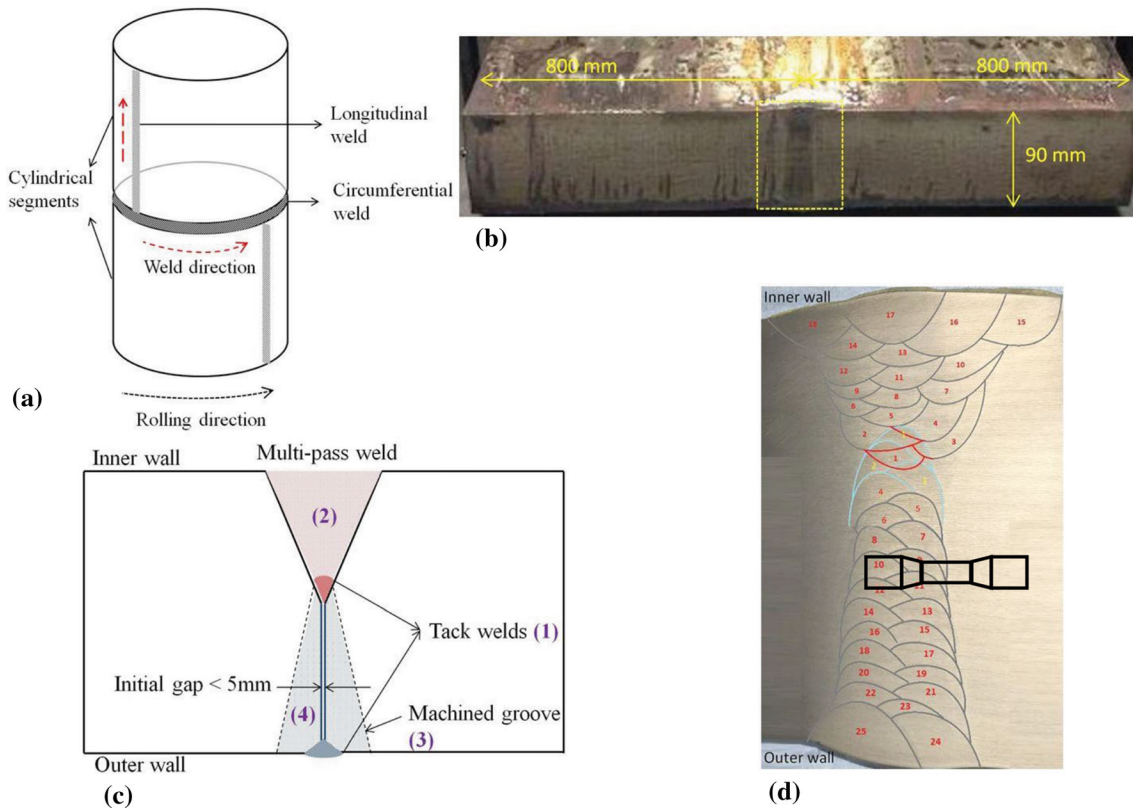 Longitudinal
weld
Cylindrical
segments
Circumferential
weld
Weld direction
(a)
Rolling direction
800 mm
800 mm
90 mm
(b)
Inner wall
Multi-pass weld
(2)
Tack welds (1)
Initial gap < 5mm
(4)
Machined groove
(3)
Outer wall
(c)
Inner wall
18
17
16
15
14
13
10
12
11
9
8
7
6
5
4
2
3
1
2
4
5
6
7
8
10
11
12
14
13
16
15
18
17
20
19
22
21
23
25
24
Outer wall
(d)